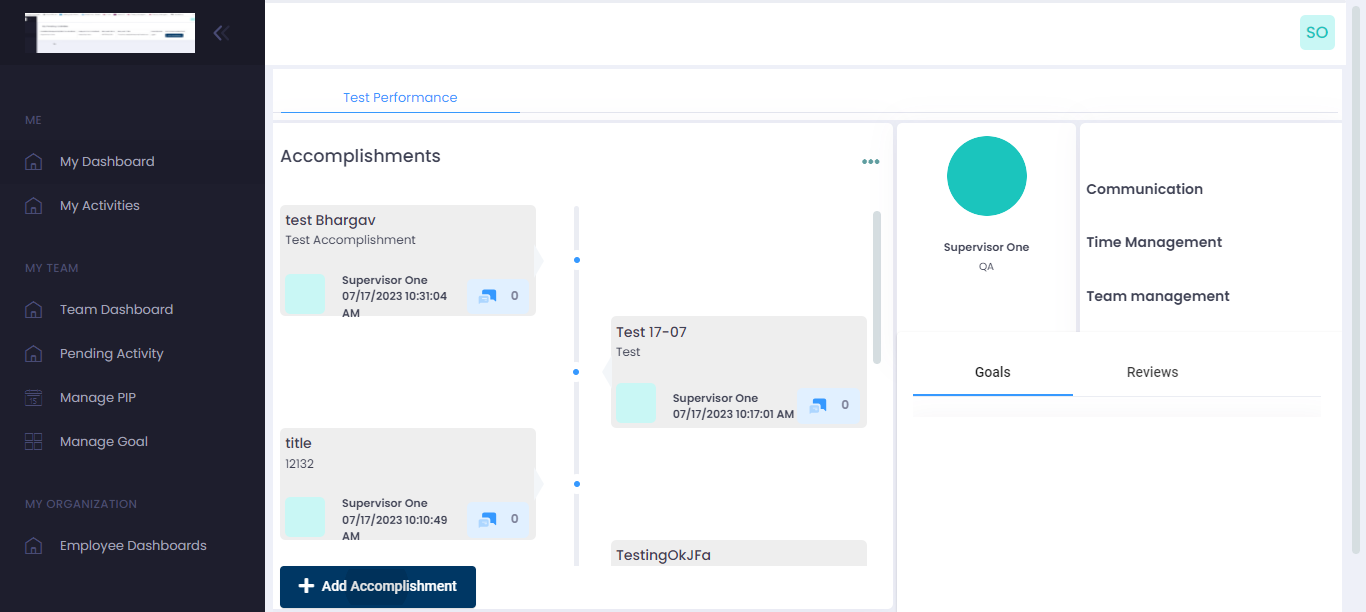 SO
ME
My Dashboard
My Activities
MY TEAM
Team Dashboard
Pending Activity
Manage PIP
Manage Goal
MY ORGANIZATION
Employee Dashboards
Test Performance
Accomplishments
test Bhargav
Test Accomplishment
Supervisor One
07/17/2023 10:31:04
AM
0
Test 17-07
Test
Supervisor One
07/17/2023 10:17:01 AM
0
title
12132
Supervisor One
07/17/2023 10:10:49
AM
0
TestingOkJFa
Add Accomplishment
Supervisor One
QA
Communication
Time Management
Team management
Goals
Reviews